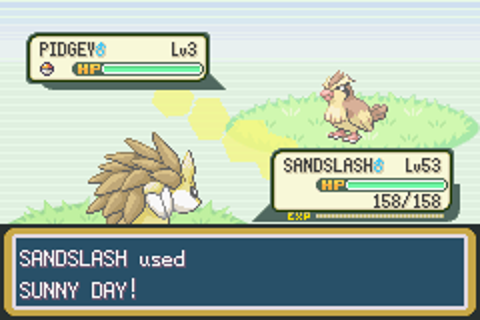 PIDGEY♂ Lv3
HP
SANDSLASH♂ Lv53
HP
158/158
EXP
SANDSLASH used
SUNNY DAY!